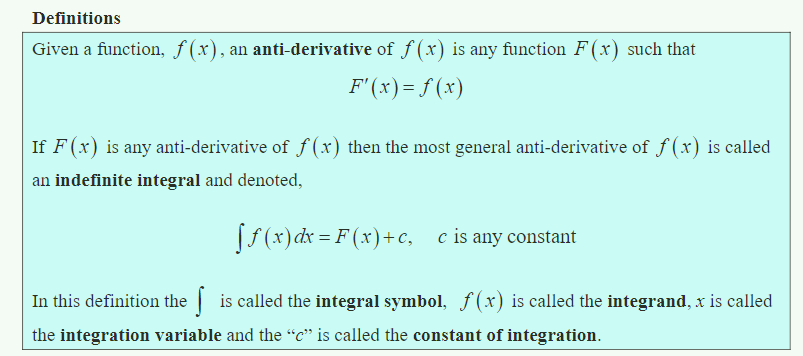 Definitions
Given a function, f(x), an anti-derivative of f(x) is any function F(x) such that
F′(x) = f(x)
If F(x) is any anti-derivative of f(x) then the most general anti-derivative of f(x) is called
an indefinite integral and denoted,
∫ f(x) dx = F(x) + c, c is any constant
In this definition the ∫ is called the integral symbol, f(x) is called the integrand, x is called
the integration variable and the “c” is called the constant of integration.